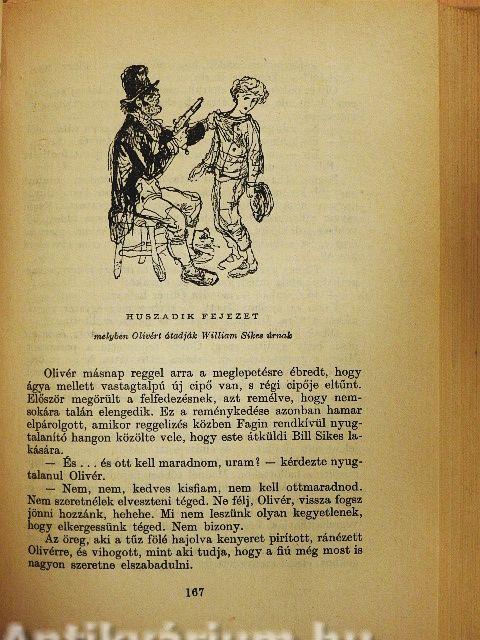 HUSZADIK FEJEZET
melyben Olivért átadják William Sikes úrnak
Olivér másnap reggel arra a meglepetésre ébredt, hogy
ágya mellett vastagtalpú új cipő van, s régi cipője eltűnt.
Először megörült a felfedezésnek, azt remélve, hogy nem-
sokára talán elengedik. Ez a reménykedése azonban hamar
elpárolgott, amikor reggelizés közben Fagin rendkívül nyug-
talanító hangon közölte vele, hogy este átküldi Bill Sikes la-
kására.
— És . . . és ott kell maradnom, uram? — kérdezte nyug-
talanul Olivér.
— Nem, nem, kedves kisfiam, nem kell ottmaradnod.
Nem szeretnélek elveszteni téged. Ne félj, Olivér, vissza fogsz
jönni hozzánk, hehehe. Mi nem leszünk olyan kegyetlenek,
hogy elkergessünk téged. Nem bizony.
Az öreg, aki a tűz fölé hajolva kenyeret pirított, ránézett
Olivérre, és vihogott, mint aki tudja, hogy a fiú még most is
nagyon szeretne elszabadulni.
167
Antikvárium.hu